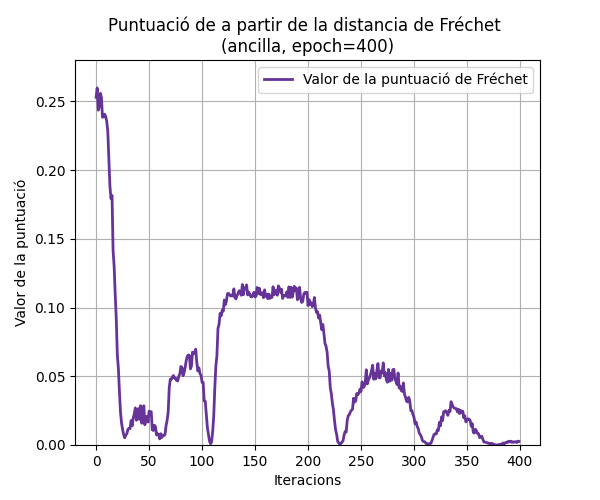 Puntuació de a partir de la distancia de Fréchet
(ancilla, epoch=400)
Valor de la puntuació de Fréchet
Valor de la puntuació
0.25
0.20
0.15
0.10
0.05
0.00
0 50 100 150 200 250 300 350 400
Iteracions